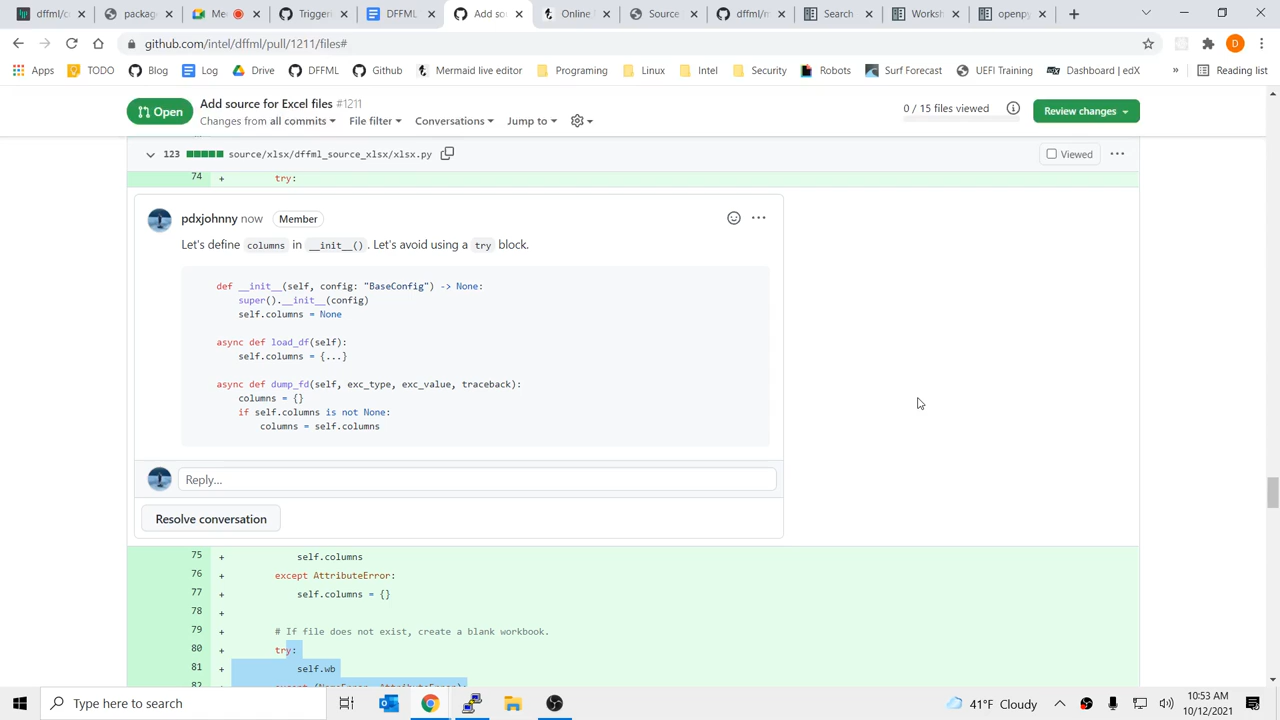 dffml/c
packag
Me
DFFML
Add so
Online
Source
dffml/
Search
Worksh
openpy
github.com/intel/dffml/pull/1211/files#
D
Apps
TODO
Blog
Log
Drive
DFFML
Github
Mermaid live editor
Programing
Linux
Intel
Security
Robots
Surf Forecast
UEFI Training
Dashboard | edX
»
Reading list
Open
Add source for Excel files #1211
Changes from all commits
File filter
Conversations
Jump to
0 / 15 files viewed
Review changes
123 source/xlsx/dffml_source_xlsx/xlsx.py
Viewed
74 + try:
pdxjohnny now Member
Let's define columns in __init__(). Let's avoid using a try block.
def __init__(self, config: "BaseConfig") -> None:
super().__init__(config)
self.columns = None
async def load_df(self):
self.columns = {...}
async def dump_fd(self, exc_type, exc_value, traceback):
columns = {}
if self.columns is not None:
columns = self.columns
Reply...
Resolve conversation
75 + self.columns
76 + except AttributeError:
77 + self.columns = {}
78 +
79 + # If file does not exist, create a blank workbook.
80 + try:
81 + self.wb
82 + except (NameError, AttributeError):
Type here to search
41°F Cloudy
10:53 AM
10/12/2021